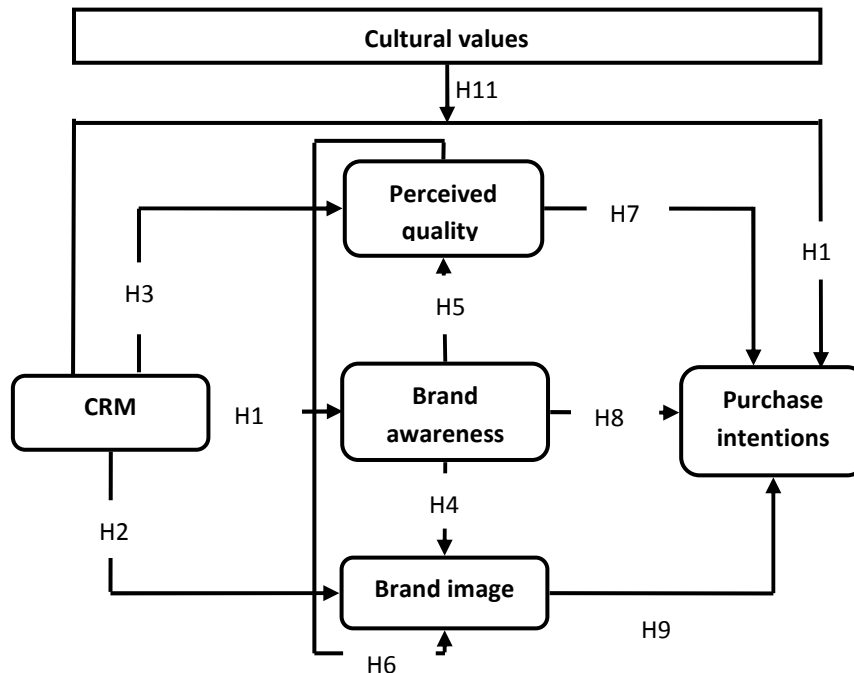 Cultural values
H11
Perceived
quality
H7
H1
H3
H5
CRM
H1
Brand
awareness
H8
Purchase
intentions
H4
H2
Brand image
H9
H6